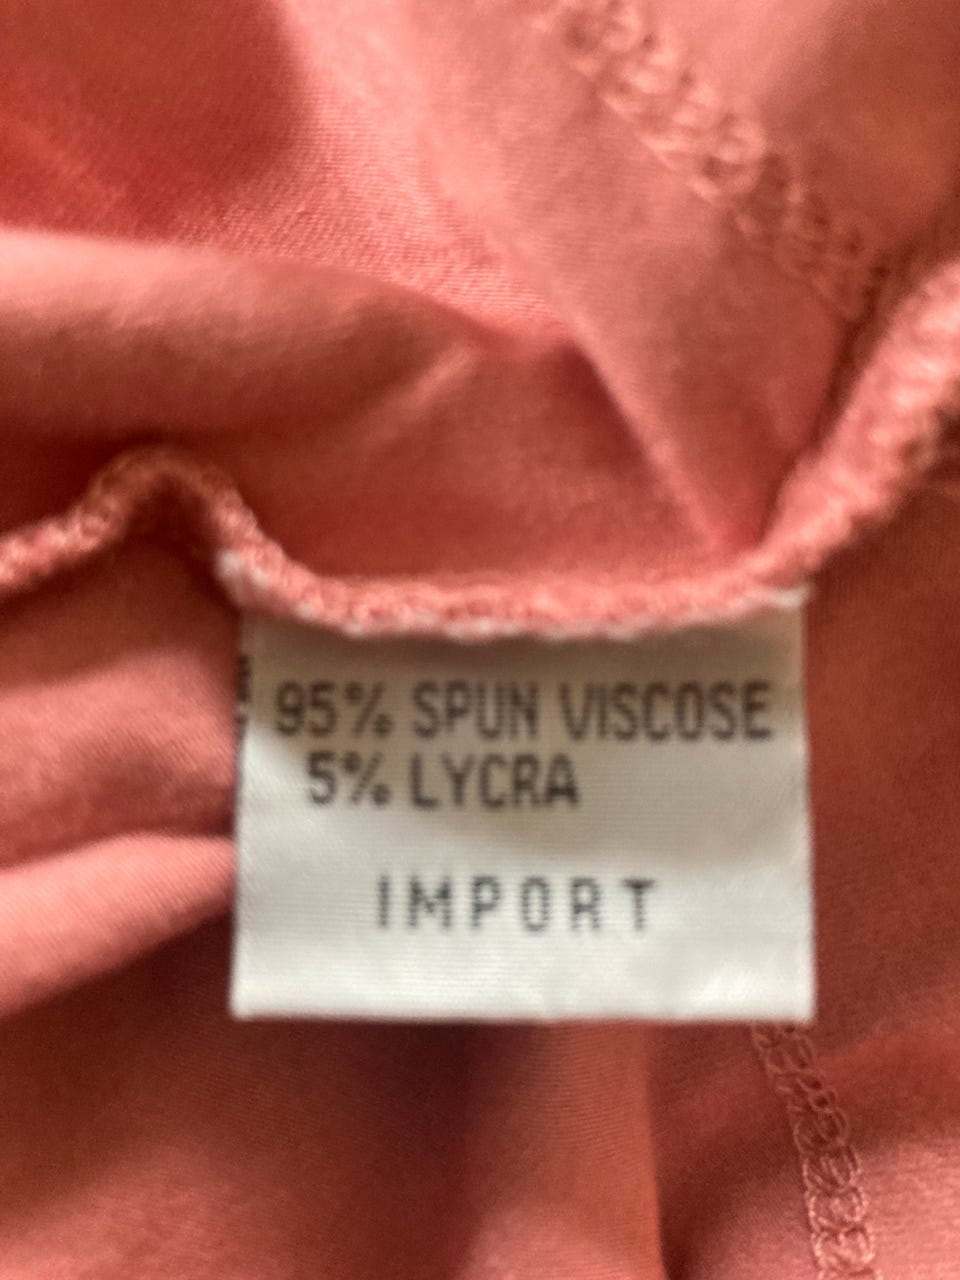 95% SPUN VISCOSE
5% LYCRA
IMPORT